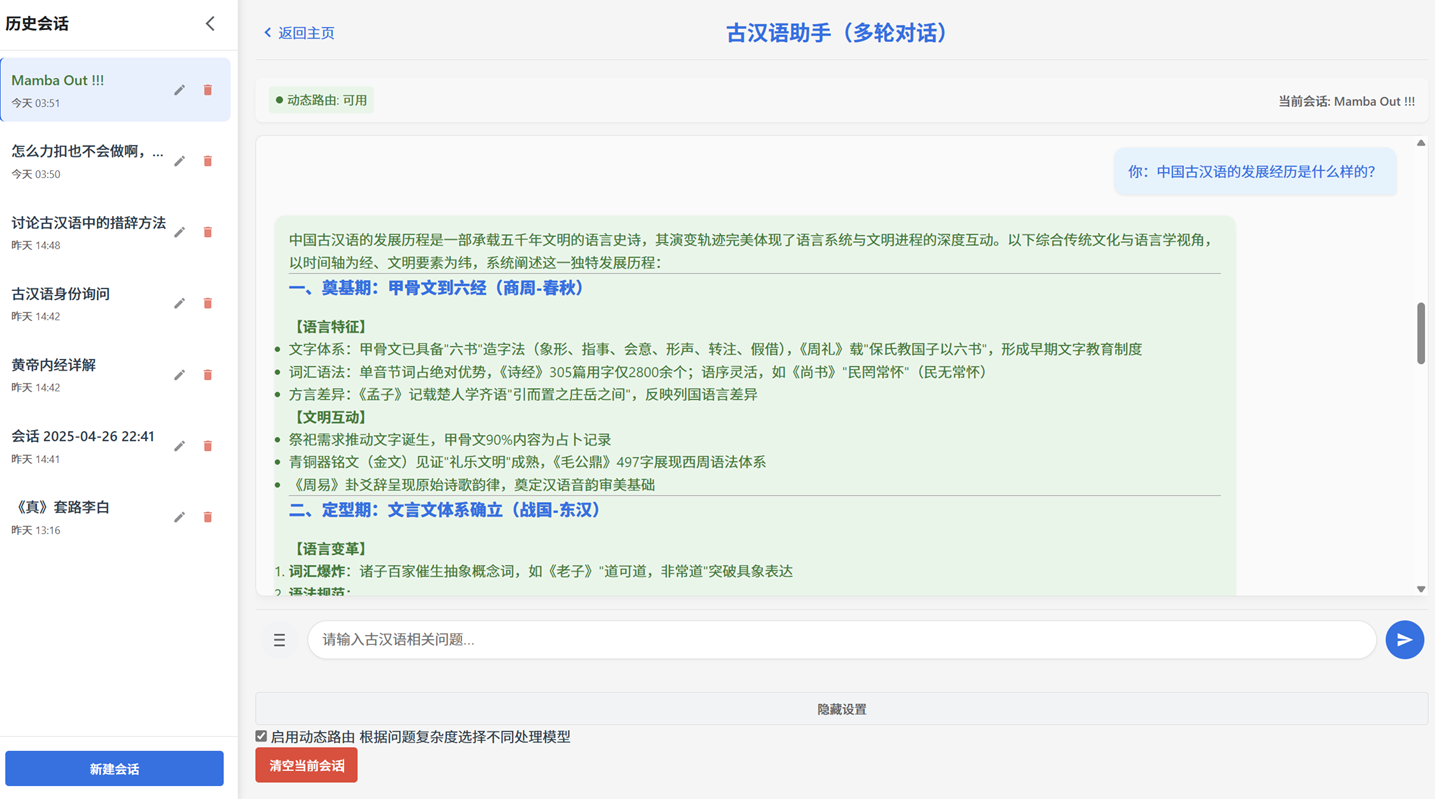 历史会话
Mamba Out !!!
今天 03:51
怎么力扣也不会做啊，...
今天 03:50
讨论古汉语中的措辞方法
昨天 14:48
古汉语身份询问
昨天 14:42
黄帝内经详解
昨天 14:42
会话 2025-04-26 22:41
昨天 14:41
《真》套路李白
昨天 13:16
新建会话
返回主页
古汉语助手（多轮对话）
动态路由: 可用
当前会话: Mamba Out !!!
你：中国古汉语的发展经历是什么样的？
中国古汉语的发展历程是一部承载五千年文明的语言史诗，其演变轨迹完美体现了语言系统与文明进程的深度互动。以下综合传统文化与语言学视角，
以时间轴为经、文明要素为纬，系统阐述这一独特发展历程：
一、奠基期：甲骨文到六经（商周-春秋）
【语言特征】
文字体系：甲骨文已具备"六书"造字法（象形、指事、会意、形声、转注、假借），《周礼》载"保氏教国子以六书"，形成早期文字教育制度
词汇语法：单音节词占绝对优势，《诗经》305篇用字仅2800余个；语序灵活，如《尚书》"民罔常怀"（民无常怀）
方言差异：《孟子》记载楚人学齐语"引而置之庄岳之间"，反映列国语言差异
【文明互动】
祭祀需求推动文字诞生，甲骨文90%内容为占卜记录
青铜器铭文（金文）见证"礼乐文明"成熟，《毛公鼎》497字展现西周语法体系
《周易》卦爻辞呈现原始诗歌韵律，奠定汉语音韵审美基础
二、定型期：文言文体系确立（战国-东汉）
【语言变革】
1. 词汇爆炸：诸子百家催生抽象概念词，如《老子》"道可道，非常道"突破具象表达
2. 语法规范：
请输入古汉语相关问题...
隐藏设置
启用动态路由 根据问题复杂度选择不同处理模型
清空当前会话